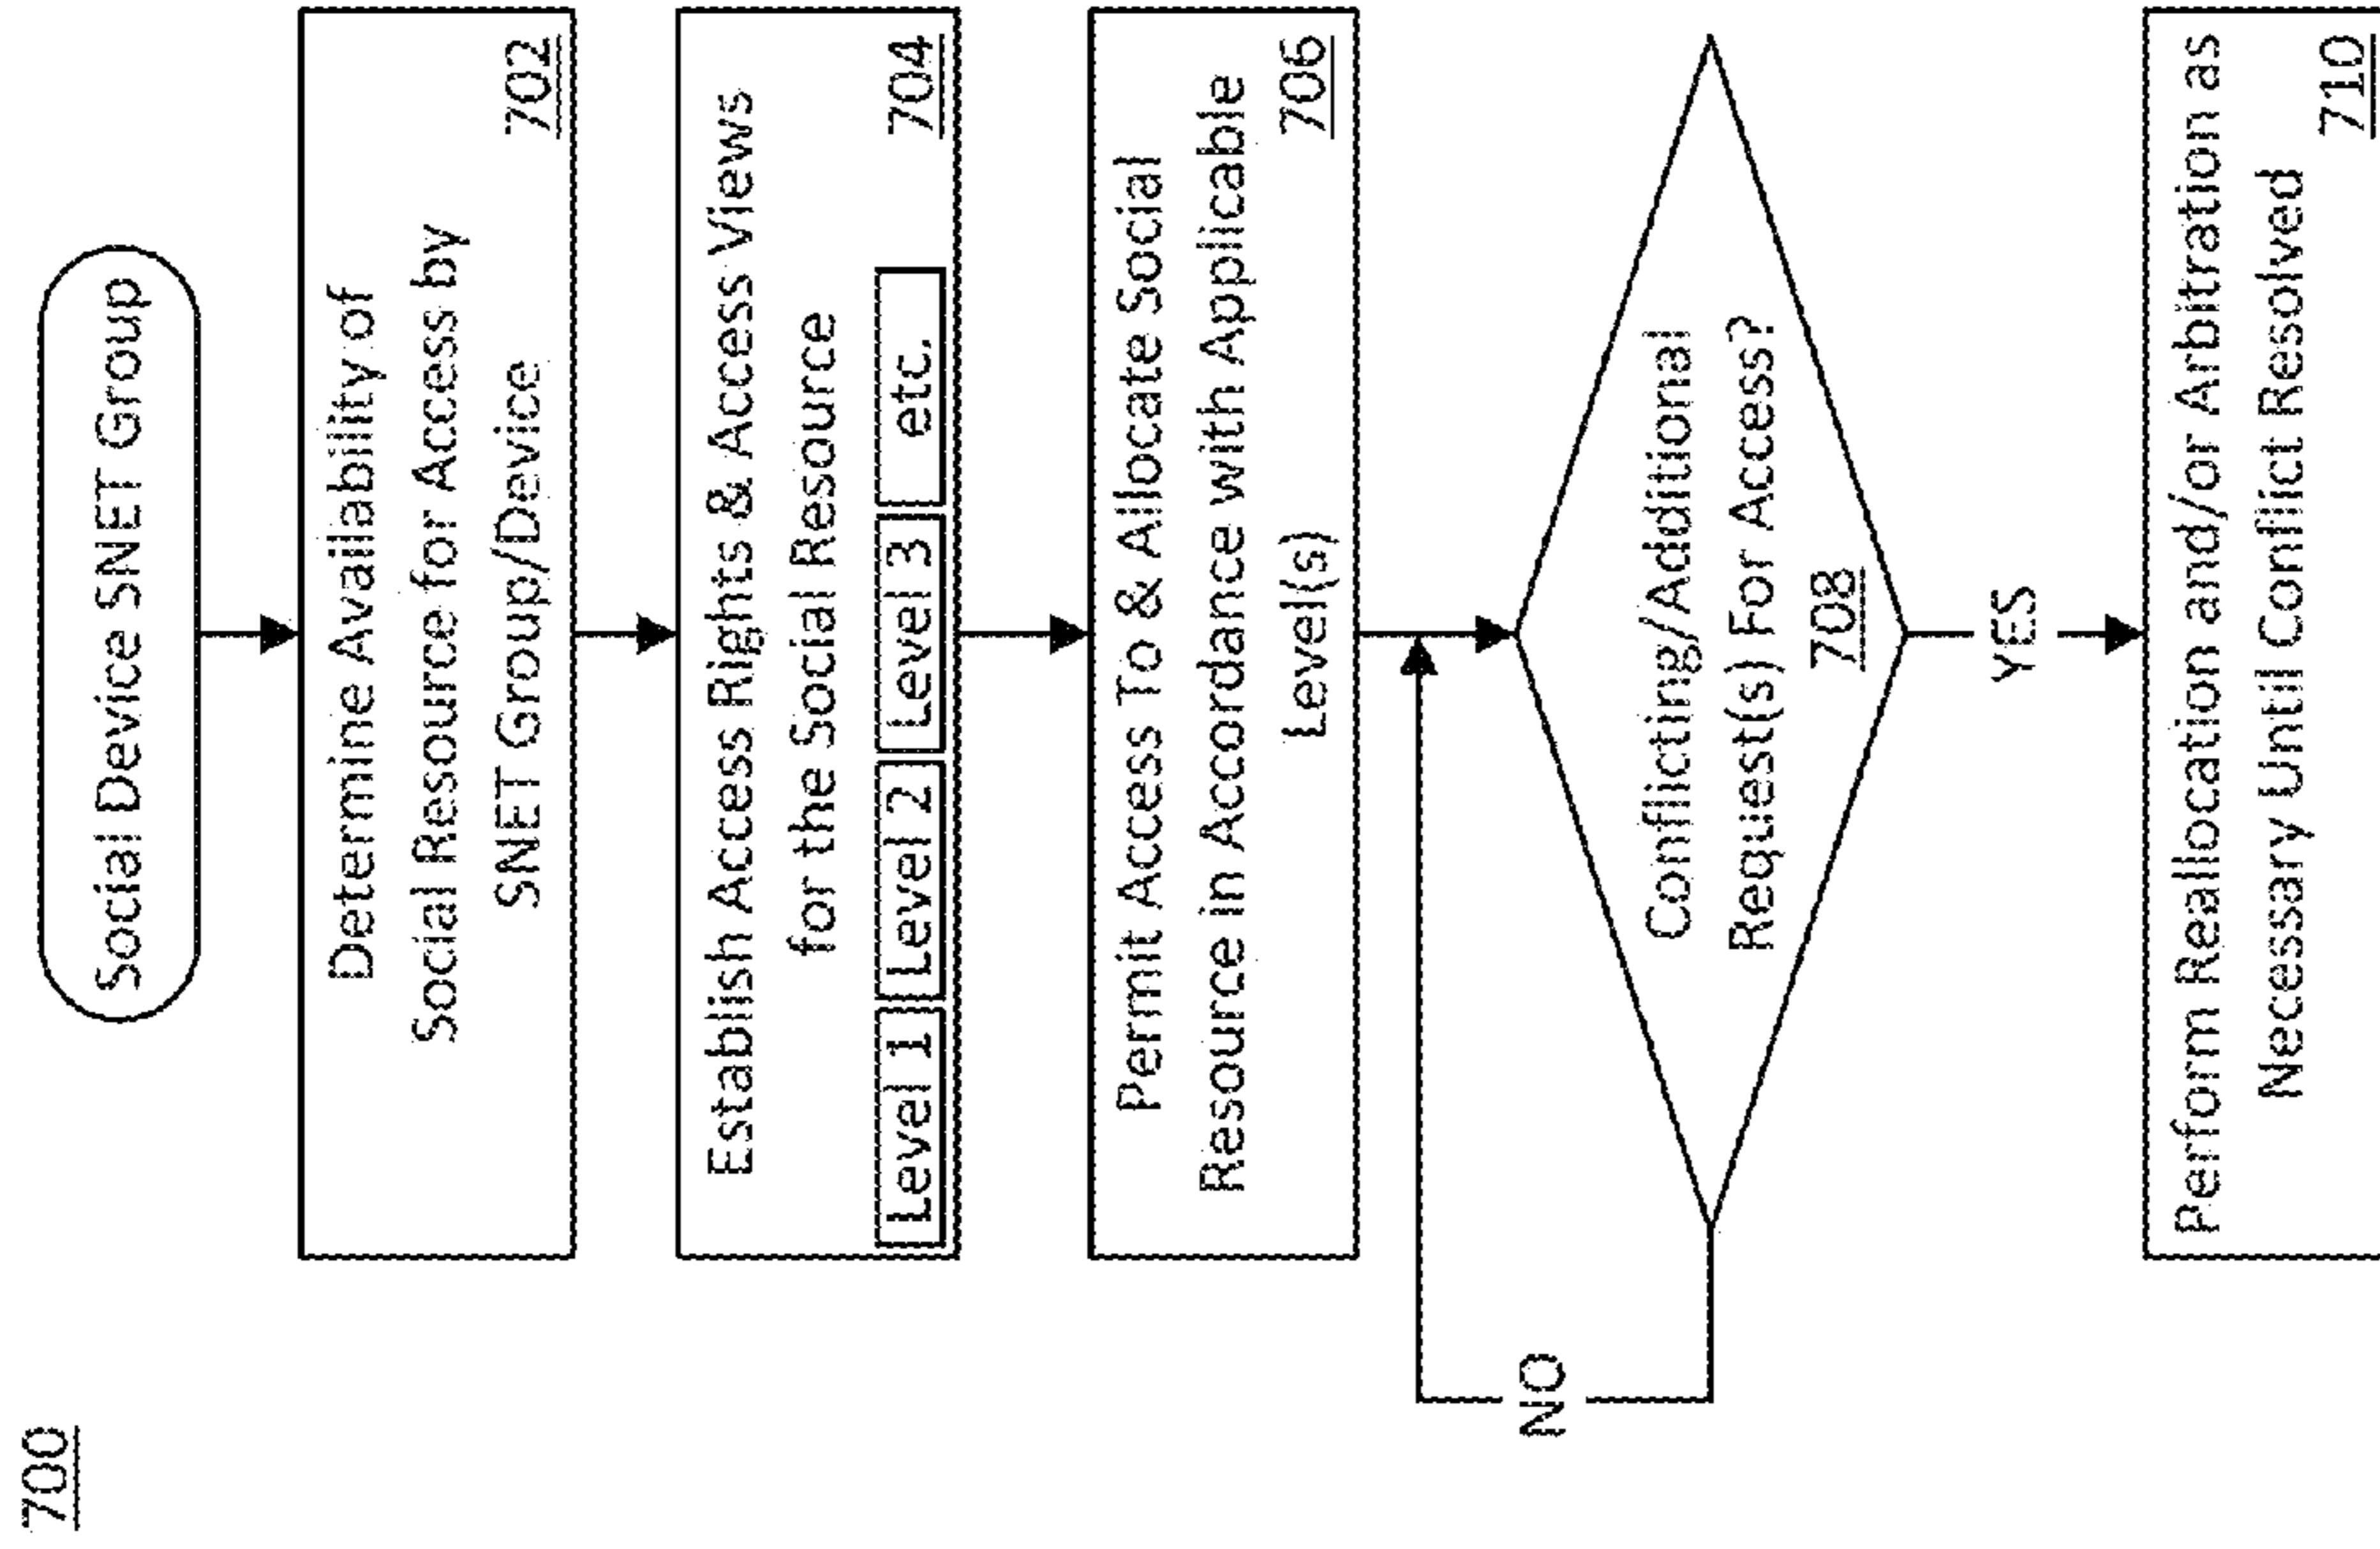 700
Social Device SNET Group
Determine Availability of
Social Resource for Access by
SNET Group/Device
702
Establish Access Rights & Access Views
for the Social Resource
704
Level 1 Level 2 Level 3 etc.
Permit Access To & Allocate Social
Resource in Accordance with Applicable
Level(s)
706
Conflicting/Additional
Request(s) For Access?
708
NO
YES
Perform Reallocation and/or Arbitration as
Necessary Until Conflict Resolved
710